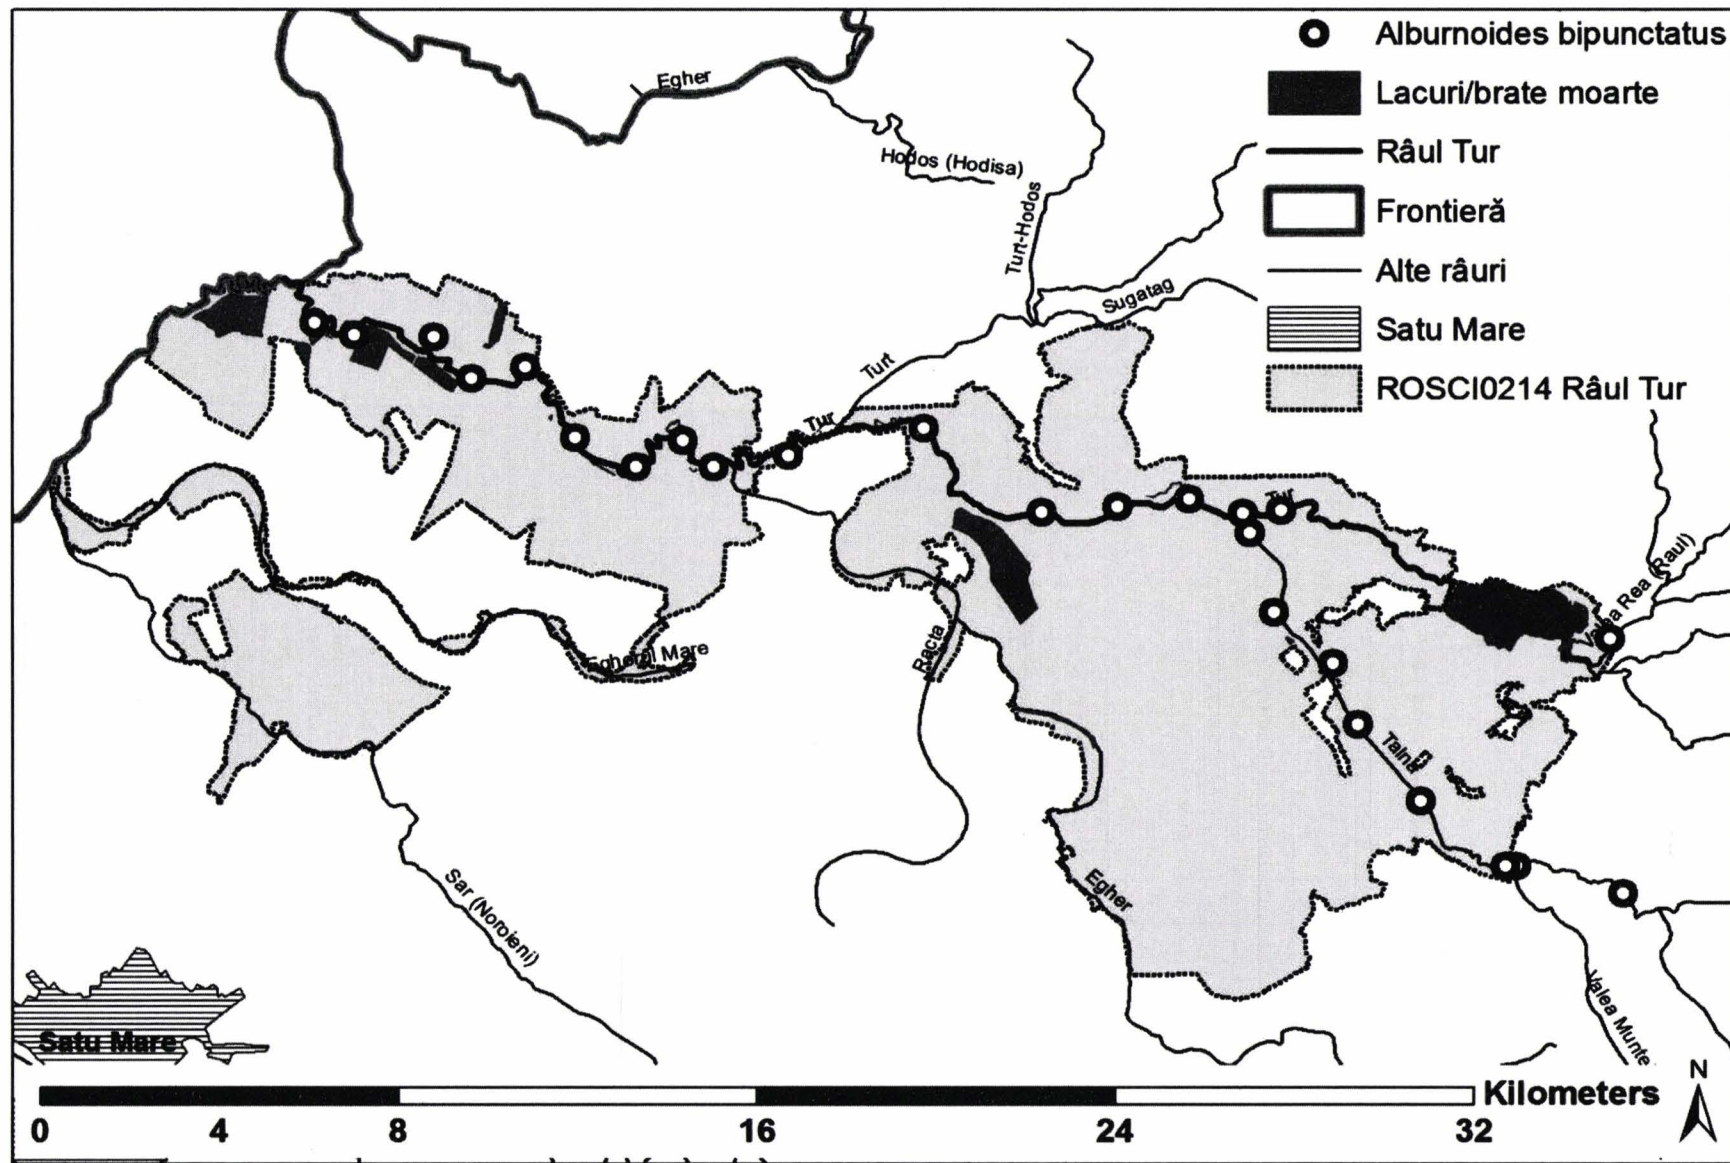 Alburnoides bipunctatus
Lacuri/brate moarte
Râul Tur
Frontieră
Alte râuri
Satu Mare
ROSCI0214 Râul Tur
Egher
Hodos (Hodisa)
Turt-Hodos
Sugatag
Turt
Tur
Tur
Valea Rea (Raul)
Racta
Egherul Mare
Talna
Egher
Sar (Noroieni)
Valea Munte
Satu Mare
N
Kilometers
0 4 8 16 24 32